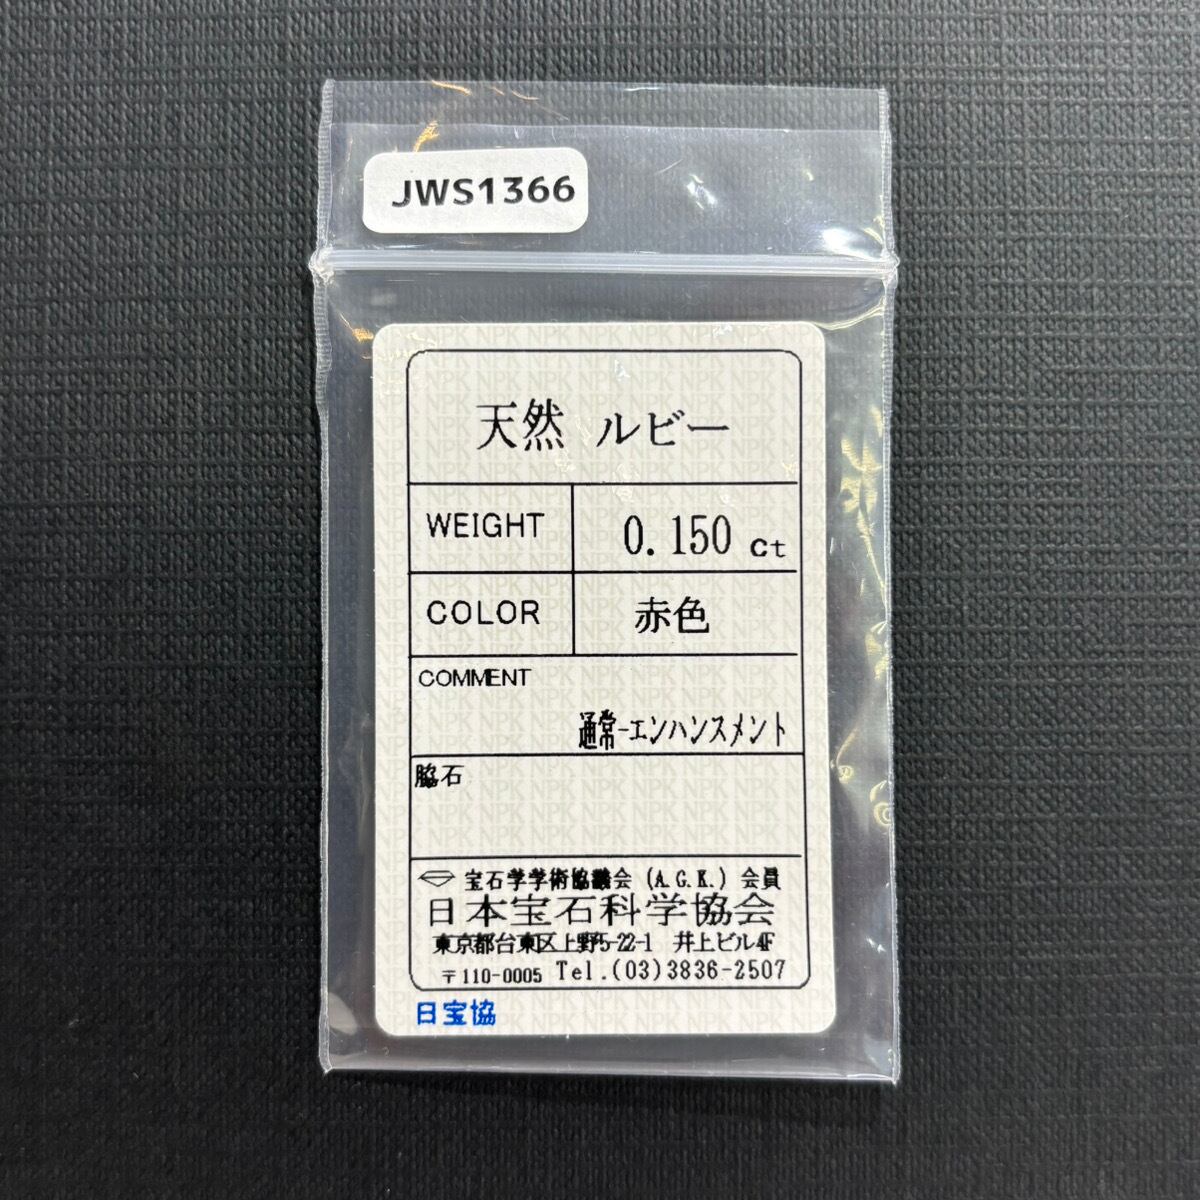 JWS1366
天然 ルビー
WEIGHT 0.150 ct
COLOR 赤色
COMMENT
通常-エンハンスメント
脇石
宝石学学術協議会 (A.G.K.) 会員
日本宝石科学協会
東京都台東区上野5-22-1 井上ビル4F
〒110-0005 Tel.(03)3836-2507
日宝協